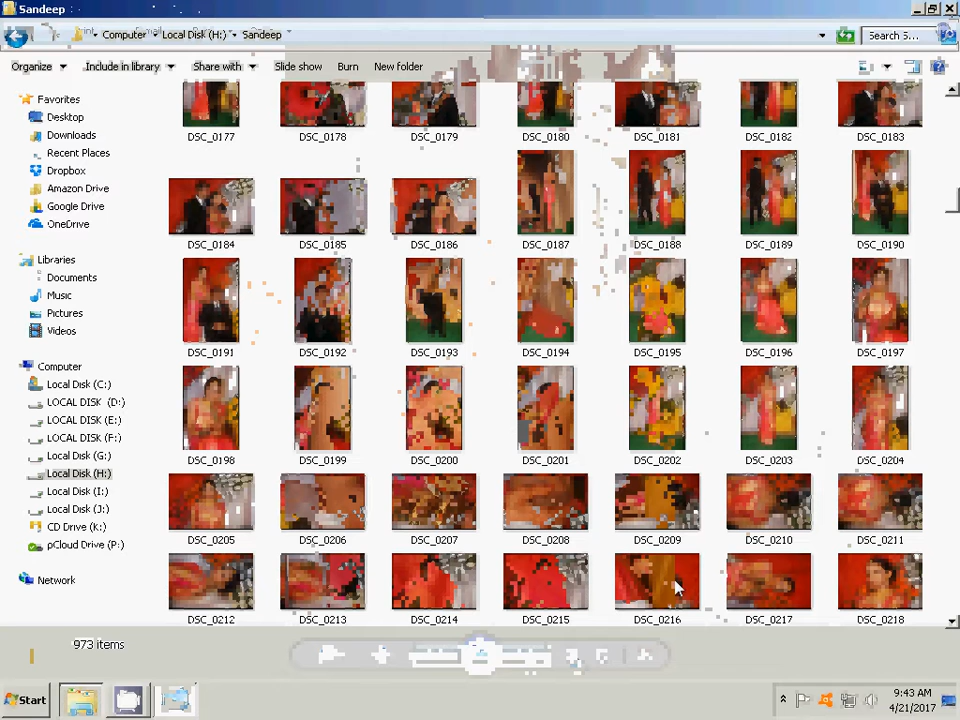 Sandeep
Computer
Local Disk (H:)
Sandeep
Search S...
Organize
Include in library
Share with
Slide show
Burn
New folder
Favorites
Desktop
Downloads
Recent Places
Dropbox
Amazon Drive
Google Drive
OneDrive
Libraries
Documents
Music
Pictures
Videos
Computer
Local Disk (C:)
LOCAL DISK (D:)
LOCAL DISK (E:)
LOCAL DISK (F:)
Local Disk (G:)
Local Disk (H:)
Local Disk (I:)
Local Disk (J:)
CD Drive (K:)
pCloud Drive (P:)
Network
DSC_0177 DSC_0178 DSC_0179 DSC_0180 DSC_0181 DSC_0182 DSC_0183
DSC_0184 DSC_0185 DSC_0186 DSC_0187 DSC_0188 DSC_0189 DSC_0190
DSC_0191 DSC_0192 DSC_0193 DSC_0194 DSC_0195 DSC_0196 DSC_0197
DSC_0198 DSC_0199 DSC_0200 DSC_0201 DSC_0202 DSC_0203 DSC_0204
DSC_0205 DSC_0206 DSC_0207 DSC_0208 DSC_0209 DSC_0210 DSC_0211
DSC_0212 DSC_0213 DSC_0214 DSC_0215 DSC_0216 DSC_0217 DSC_0218
973 items
Start
9:43 AM
4/21/2017